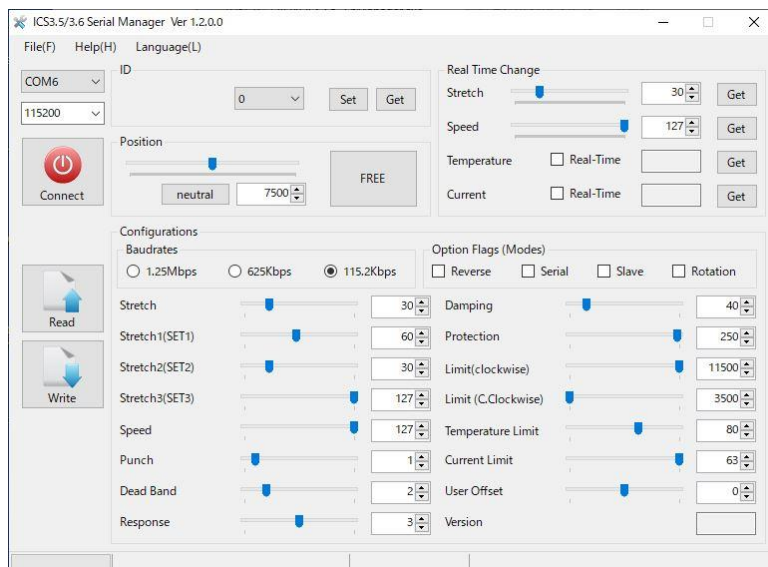 ICS3.5/3.6 Serial Manager Ver 1.2.0.0
File(F) Help(H) Language(L)
COM6
115200
Connect
Read
Write
ID
0 Set Get
Position
neutral 7500 FREE
Real Time Change
Stretch 30 Get
Speed 127 Get
Temperature Real-Time Get
Current Real-Time Get
Configurations
Baudrates
1.25Mbps 625Kbps 115.2Kbps
Option Flags (Modes)
Reverse Serial Slave Rotation
Stretch 30
Stretch1(SET1) 60
Stretch2(SET2) 30
Stretch3(SET3) 127
Speed 127
Punch 1
Dead Band 2
Response 3
Damping 40
Protection 250
Limit(clockwise) 11500
Limit (C.Clockwise) 3500
Temperature Limit 80
Current Limit 63
User Offset 0
Version